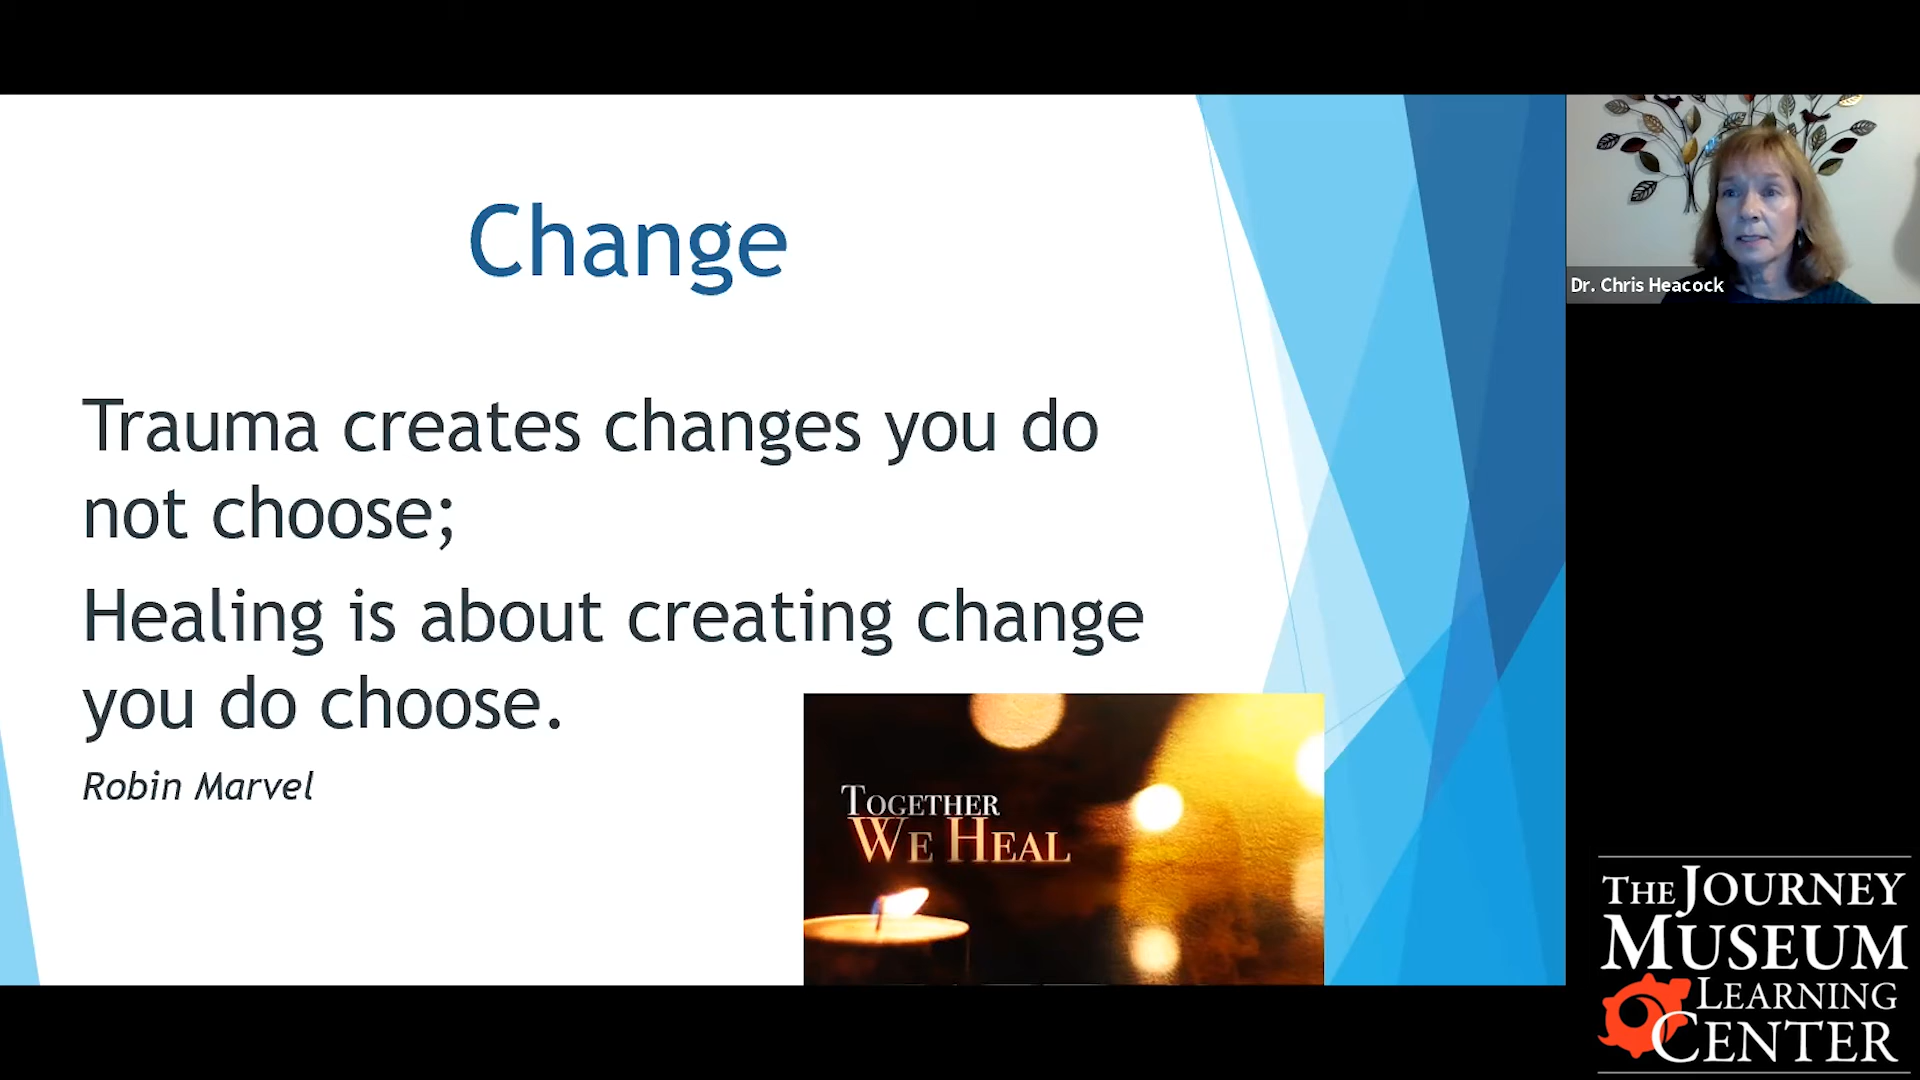 Change
Trauma creates changes you do
not choose;
Healing is about creating change
you do choose.
Robin Marvel
TOGETHER
WE HEAL
Dr. Chris Heacock
THE JOURNEY
MUSEUM
LEARNING
CENTER